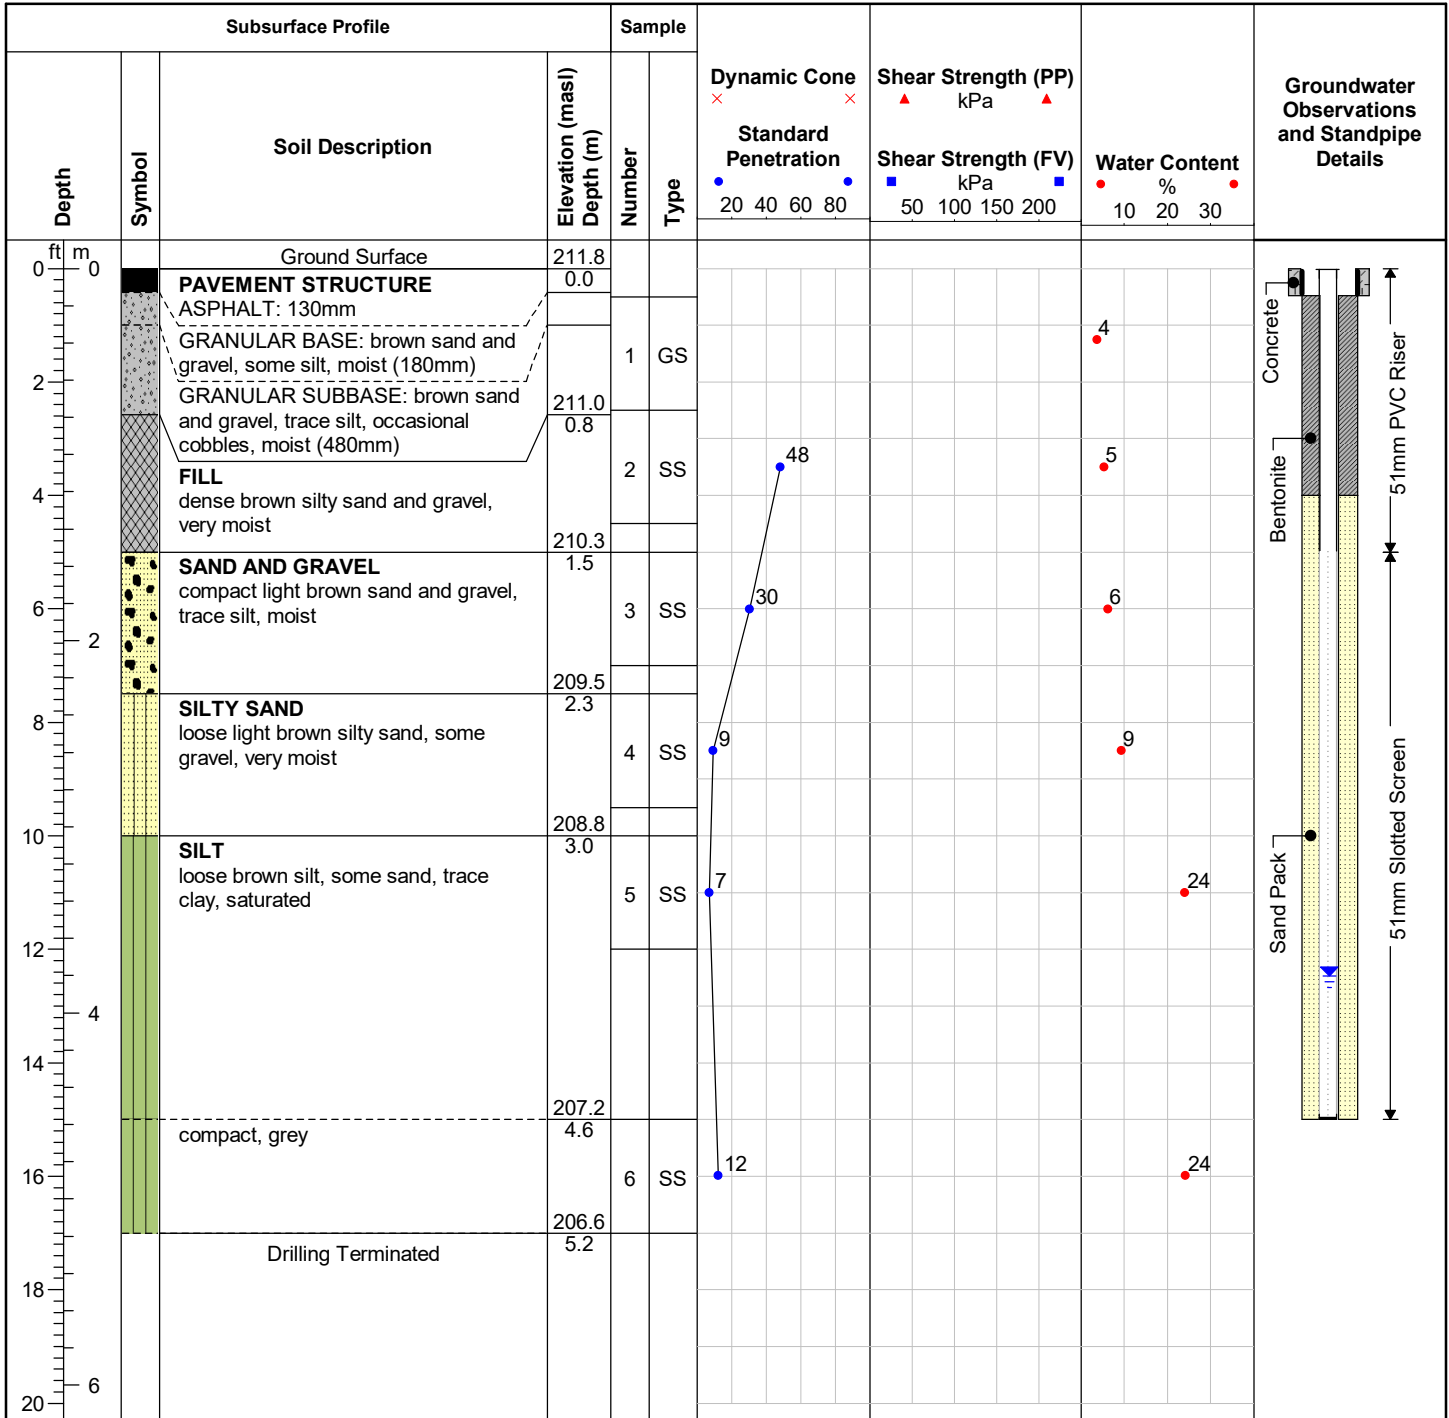 Subsurface Profile
Sample
Depth
Symbol
Soil Description
Elevation (masl)
Depth (m)
Number
Type
Dynamic Cone
Standard
Penetration
20 40 60 80
Shear Strength (PP)
kPa
Shear Strength (FV)
kPa
50 100 150 200
Water Content
%
10 20 30
Groundwater
Observations
and Standpipe
Details
ft m
Ground Surface
211.8
0 0
0.0
PAVEMENT STRUCTURE
ASPHALT: 130mm
GRANULAR BASE: brown sand and
gravel, some silt, moist (180mm)
1 GS
4
2
GRANULAR SUBBASE: brown sand
and gravel, trace silt, occasional
cobbles, moist (480mm)
211.0
0.8
FILL
dense brown silty sand and gravel,
very moist
2 SS
48
5
4
210.3
1.5
SAND AND GRAVEL
compact light brown sand and gravel,
trace silt, moist
3 SS
30
6
6
2
209.5
2.3
SILTY SAND
loose light brown silty sand, some
gravel, very moist
4 SS
9
9
8
208.8
10
3.0
SILT
loose brown silt, some sand, trace
clay, saturated
5 SS
7
24
12
4
14
207.2
4.6
compact, grey
6 SS
12
24
16
206.6
5.2
Drilling Terminated
18
6
20
Concrete
Bentonite
Sand Pack
51mm PVC Riser
51mm Slotted Screen